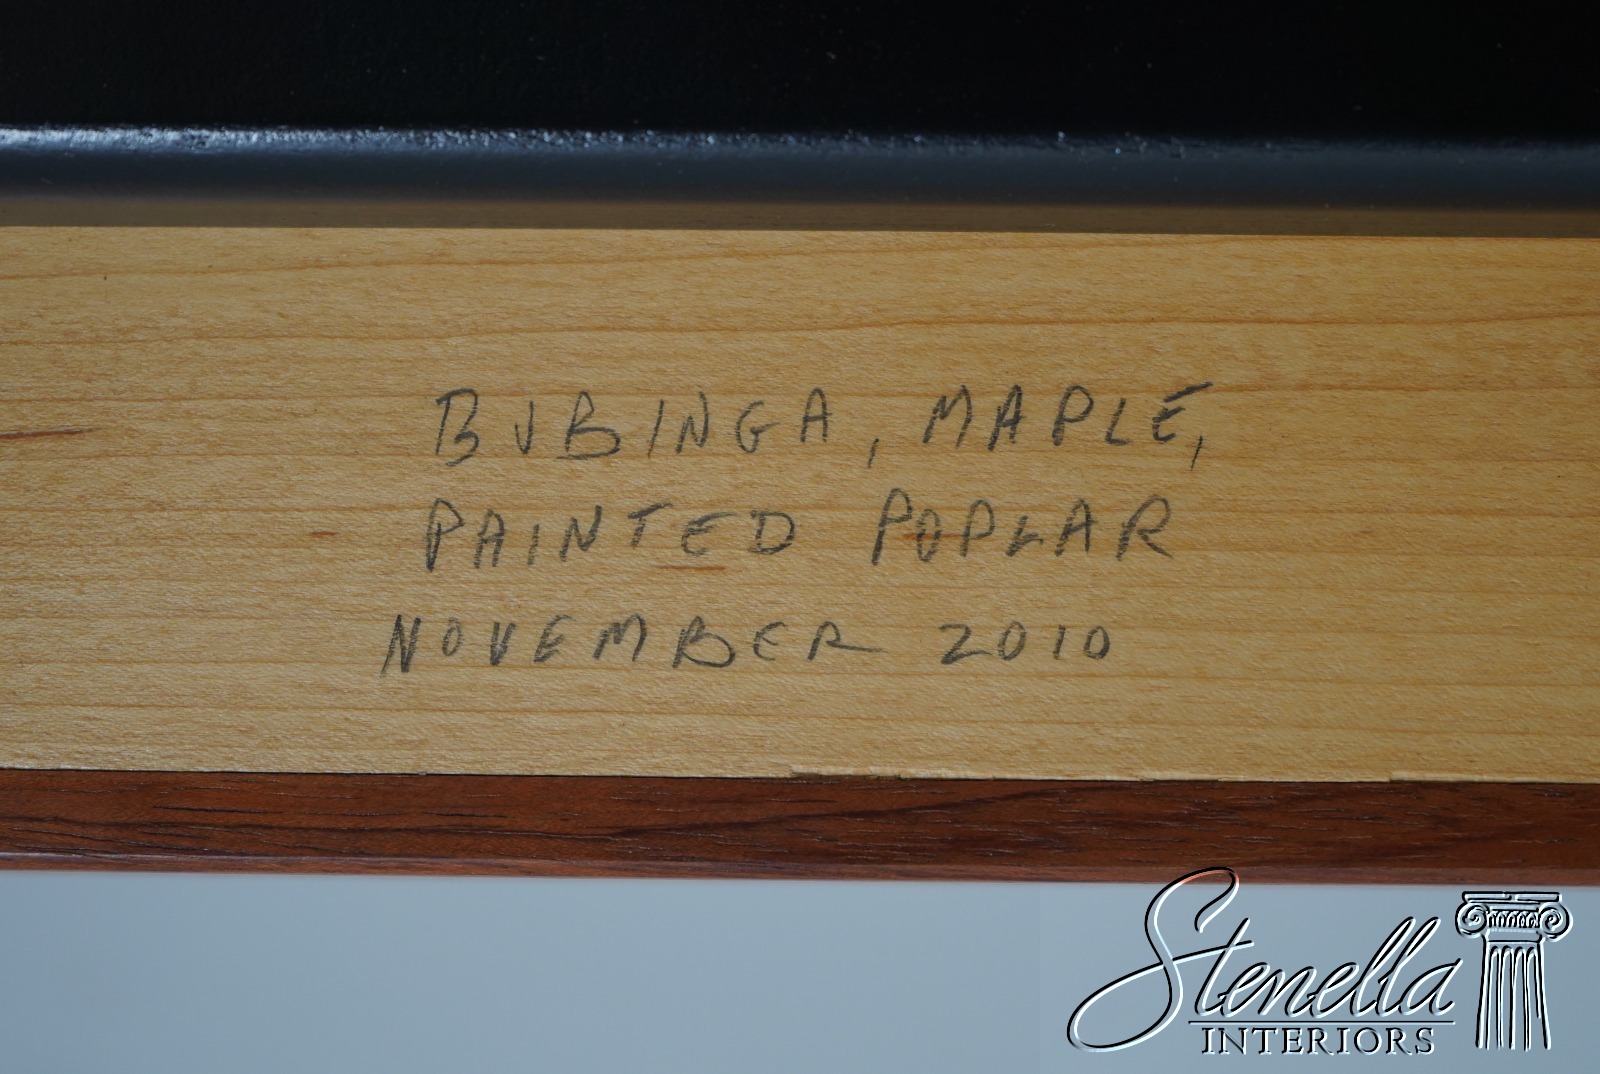 BUBINGA, MAPLE,
PAINTED POPLAR
NOVEMBER 2010
Stenella
INTERIORS